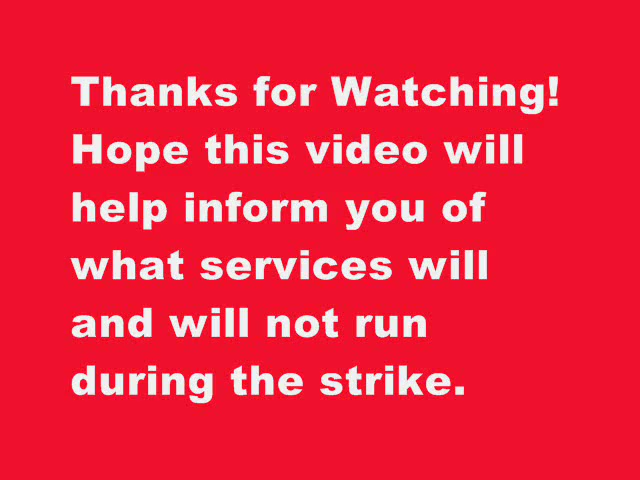 Thanks for Watching!
Hope this video will
help inform you of
what services will
and will not run
during the strike.